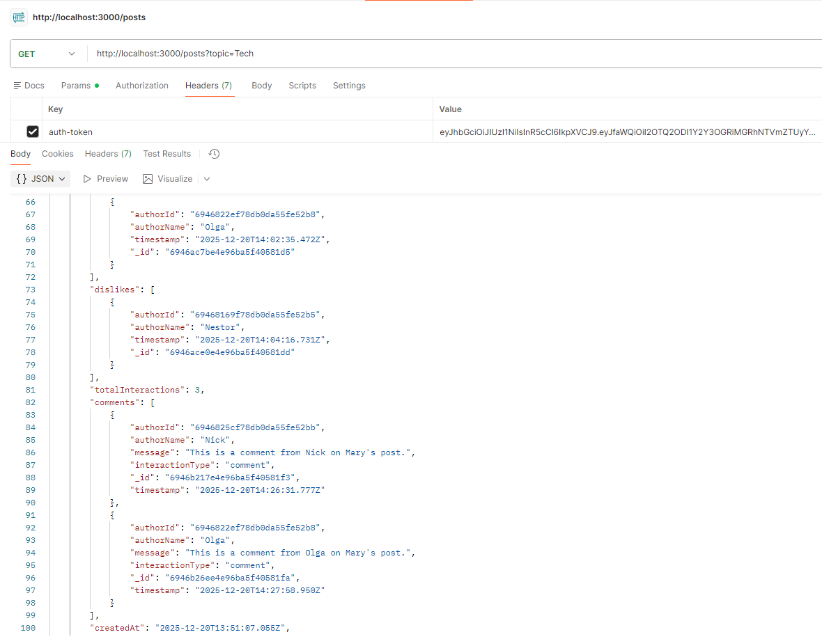 http://localhost:3000/posts
GET http://localhost:3000/posts?topic=Tech
Docs Params Authorization Headers (7) Body Scripts Settings
Key Value
auth-token
Body Cookies Headers (7) Test Results
{} JSON Preview Visualize
66 {
67 "authorId": "6946822ef78db0da55fe52b8",
68 "authorName": "Olga",
69 "timestamp": "2025-12-20T14:02:35.472Z",
70 "_id": "6946ac7be4e96ba5f40581d5"
71 }
72 ],
73 "dislikes": [
74 {
75 "authorId": "69468169f78db0da55fe52b5",
76 "authorName": "Nestor",
77 "timestamp": "2025-12-20T14:04:16.731Z",
78 "_id": "6946ace0e4e96ba5f40581dd"
79 }
80 ],
81 "totalInteractions": 3,
82 "comments": [
83 {
84 "authorId": "6946825cf78db0da55fe52bb",
85 "authorName": "Nick",
86 "message": "This is a comment from Nick on Mary's post.",
87 "interactionType": "comment",
88 "_id": "6946b217e4e96ba5f40581f3",
89 "timestamp": "2025-12-20T14:26:31.777Z"
90 },
91 {
92 "authorId": "6946822ef78db0da55fe52b8",
93 "authorName": "Olga",
94 "message": "This is a comment from Olga on Mary's post.",
95 "interactionType": "comment",
96 "_id": "6946b26ee4e96ba5f40581fa",
97 "timestamp": "2025-12-20T14:27:58.958Z"
98 }
99 ],
100 "createdAt": "2025-12-20T13:51:07.055Z",